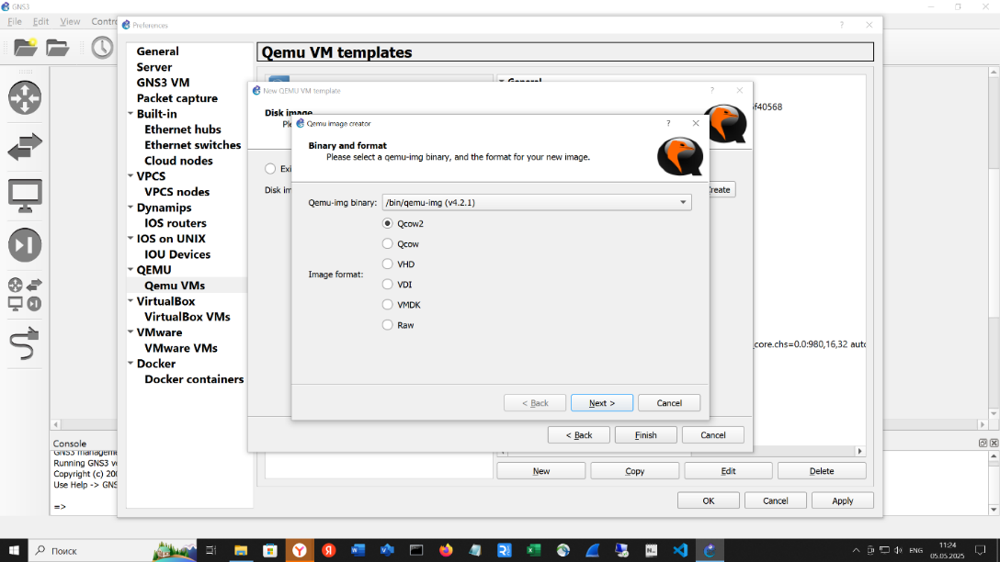 GNS3
File Edit View Contro
Preferences
General
Server
GNS3 VM
Packet capture
Built-in
Ethernet hubs
Ethernet switches
Cloud nodes
VPCS
VPCS nodes
Dynamips
IOS routers
IOS on UNIX
IOU Devices
QEMU
Qemu VMs
VirtualBox
VirtualBox VMs
VMware
VMware VMs
Docker
Docker containers
Qemu VM templates
General
f40568
core.chs=0.0:980,16,32 auto
New QEMU VM template
Disk image
Ple
Exi
Disk im
reate
Qemu image creator
Binary and format
Please select a qemu-img binary, and the format for your new image.
Qemu-img binary: /bin/qemu-img (v4.2.1)
Image format:
Qcow2
Qcow
VHD
VDI
VMDK
Raw
< Back Next > Cancel
< Back Finish Cancel
New Copy Edit Delete
OK Cancel Apply
Console
GNS3 managem
Running GNS3 ve
Copyright (c) 200
Use Help -> GNS
=>
Поиск
ENG
11:24
05.05.2025